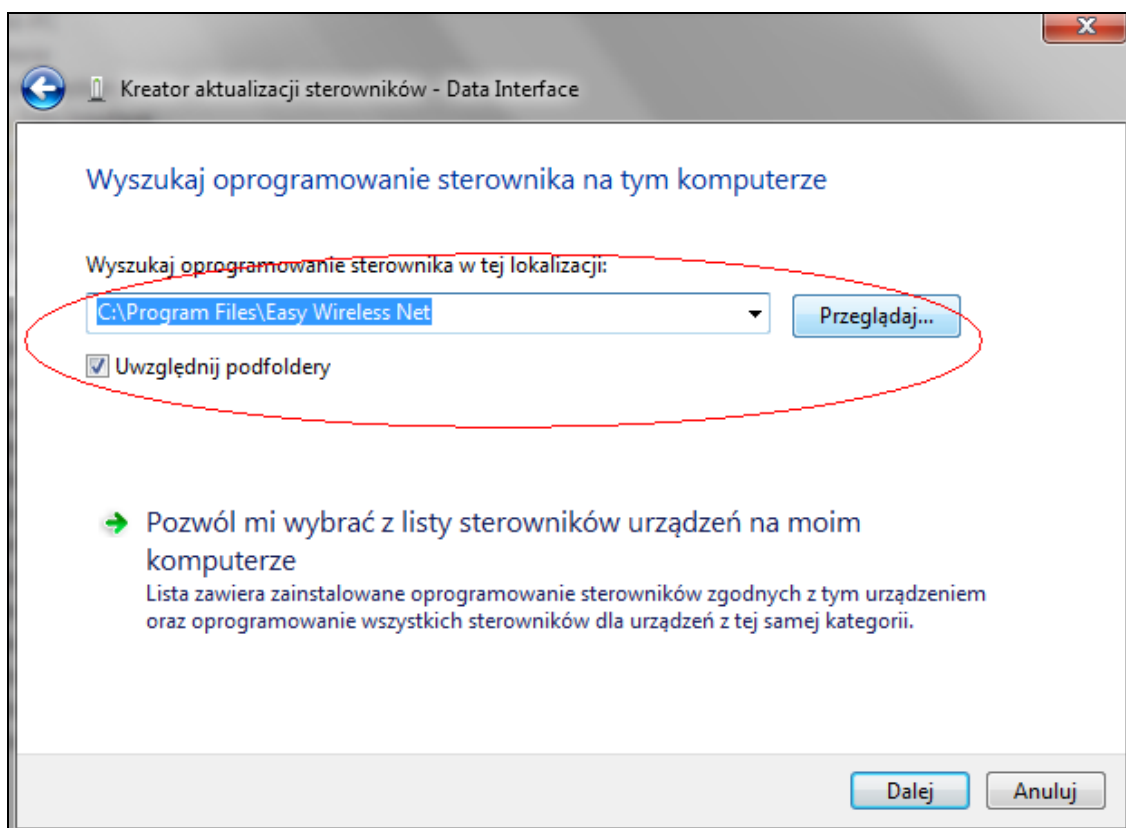 Kreator aktualizacji sterowników - Data Interface
Wyszukaj oprogramowanie sterownika na tym komputerze
Wyszukaj oprogramowanie sterownika w tej lokalizacji:
C:\Program Files\Easy Wireless Net
Przeglądaj...
Uwzględnij podfoldery
Pozwól mi wybrać z listy sterowników urządzeń na moim
komputerze
Lista zawiera zainstalowane oprogramowanie sterowników zgodnych z tym urządzeniem
oraz oprogramowanie wszystkich sterowników dla urządzeń z tej samej kategorii.
Dalej
Anuluj